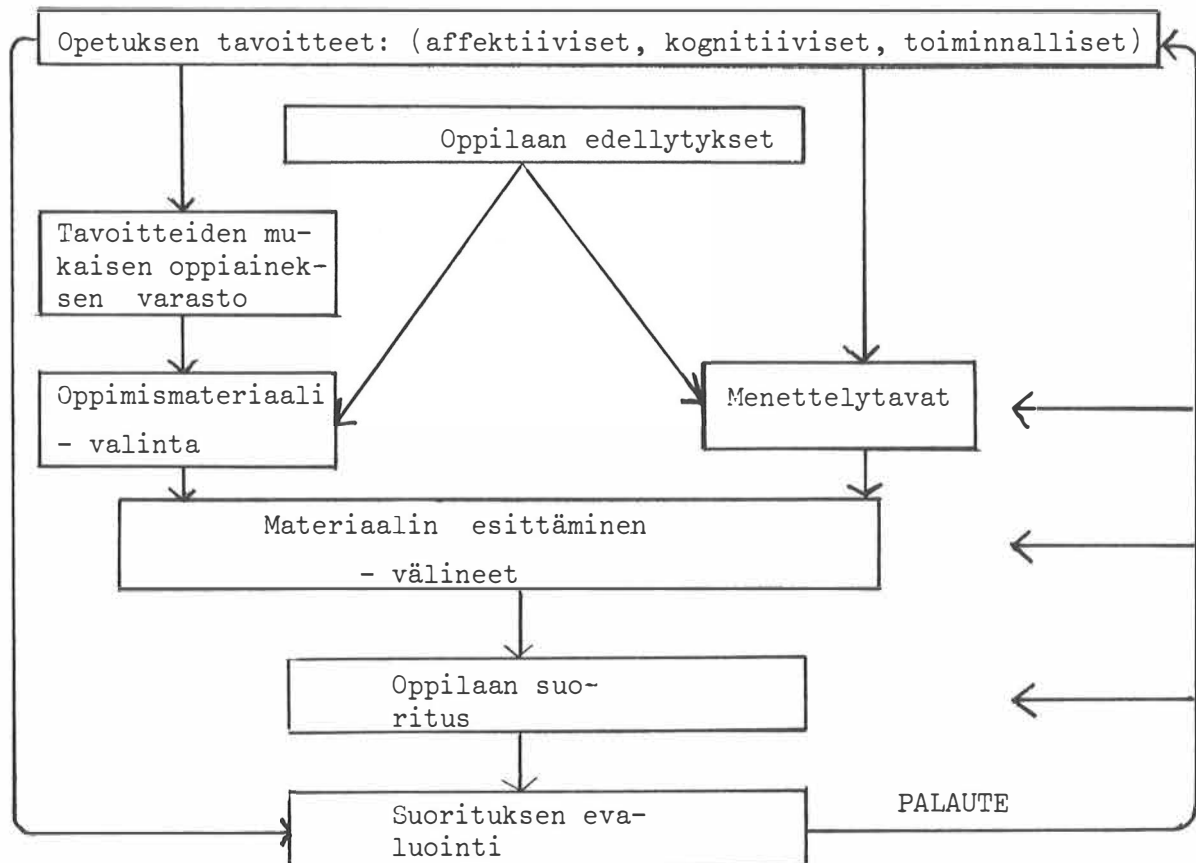 Opetuksen tavoitteet: (affektiiviset, kognitiiviset, toiminnalliset)
Oppilaan edellytykset
Tavoitteiden mu-
kaisen oppiainek-
sen varasto
Oppimismateriaali
- valinta
Menettelytavat
Materiaalin esittäminen
- välineet
Oppilaan suo-
ritus
Suorituksen eva-
luointi
PALAUTE